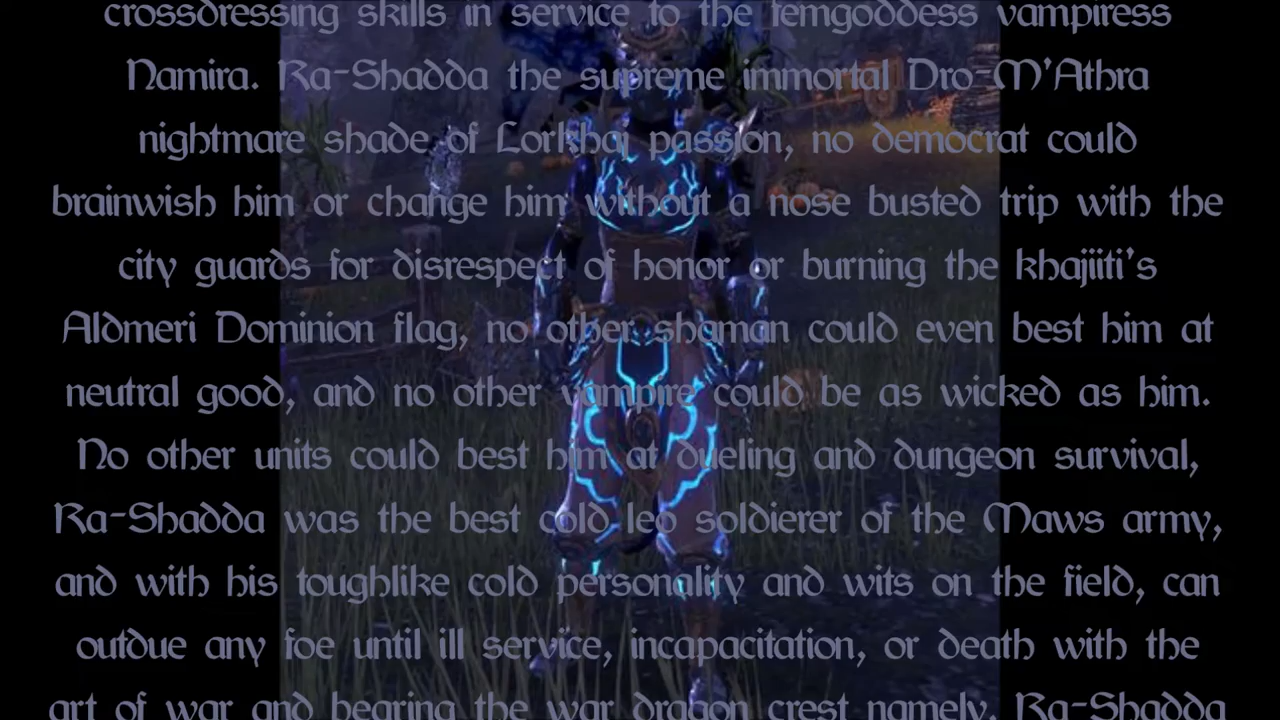 crossdressing skills in service to the femgoddess vampiress
Namira. Ra-Shadda the supreme immortal Dro-M'Athra
nightmare shade of Lorkhaj passion, no democrat could
brainwish him or change him without a nose busted trip with the
city guards for disrespect of honor or burning the khajiiti's
Aldmeri Dominion flag, no other shaman could even best him at
neutral good, and no other vampire could be as wicked as him.
No other units could best him at dueling and dungeon survival,
Ra-Shadda was the best cold leo soldierer of the Maws army,
and with his toughlike cold personality and wits on the field, can
outdue any foe until ill service, incapacitation, or death with the
art of war and bearing the war dragon crest namely. Ra-Shadda